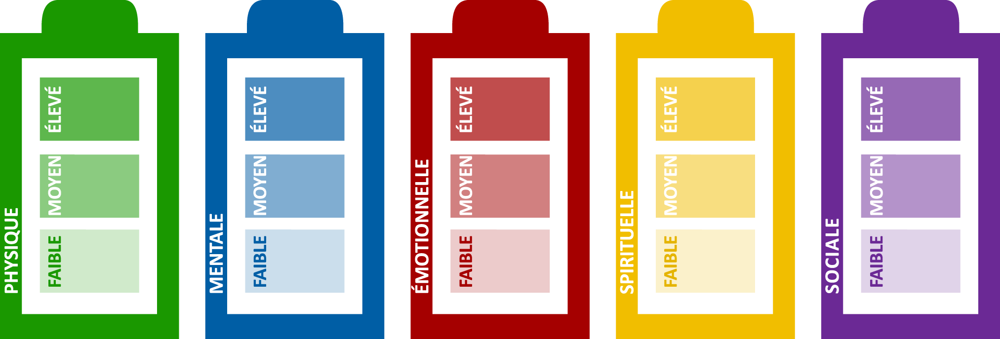 PHYSIQUE
ÉLEVÉ
MOYEN
FAIBLE
MENTALE
ÉLEVÉ
MOYEN
FAIBLE
ÉMOTIONNELLE
ÉLEVÉ
MOYEN
FAIBLE
SPIRITUELLE
ÉLEVÉ
MOYEN
FAIBLE
SOCIALE
ÉLEVÉ
MOYEN
FAIBLE